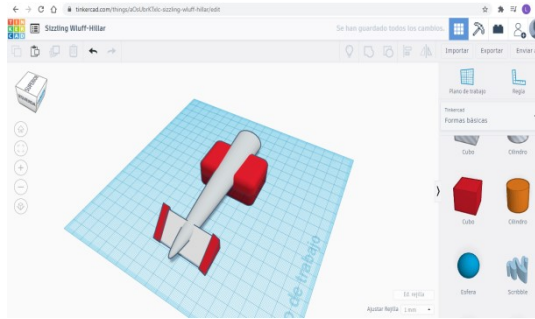 tinkercad.com/things/aOsUbrKTelc-sizzling-wluff-hillar/edit
TIN
KER
CAD
Sizzling Wluff-Hillar
Se han guardado todos los cambios.
Importar Exportar Enviar a
Plano de trabajo Regla
Tinkercad
Formas básicas
Cubo Cilindro
Cubo Cilindro
Esfera Scribble
Plano de trabajo
Ed. rejilla
Ajustar Rejilla 1 mm